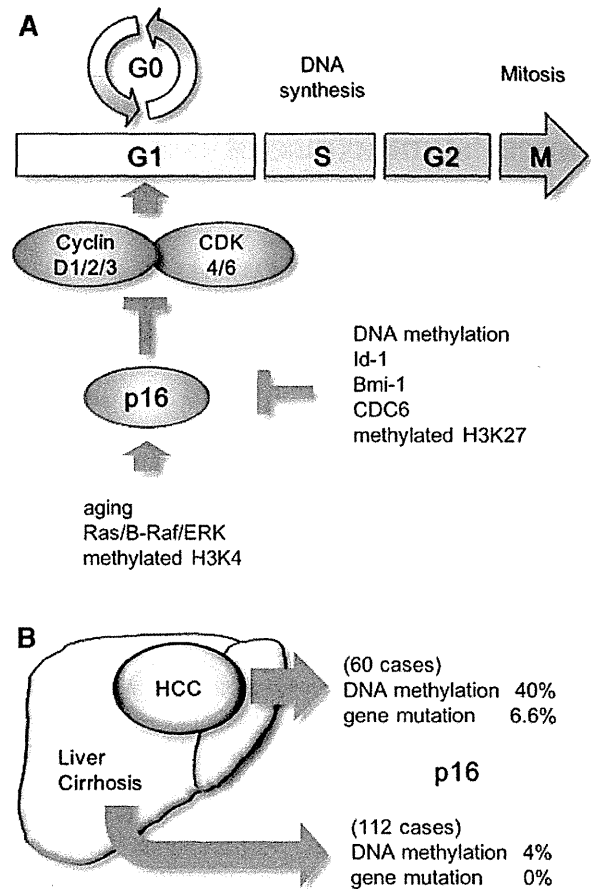 A
G0
DNA
synthesis
Mitosis
G1
S
G2
M
Cyclin
D1/2/3
CDK
4/6
p16
DNA methylation
Id-1
Bmi-1
CDC6
methylated H3K27
aging
Ras/B-Raf/ERK
methylated H3K4
B
HCC
Liver
Cirrhosis
(60 cases)
DNA methylation 40%
gene mutation 6.6%
p16
(112 cases)
DNA methylation 4%
gene mutation 0%